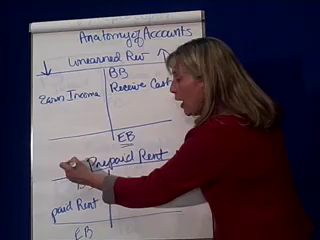 Anatomy of Accounts
Unearned Rev
BB
Earn Income
Receive Cash
EB
Prepaid Rent
paid Rent
EB